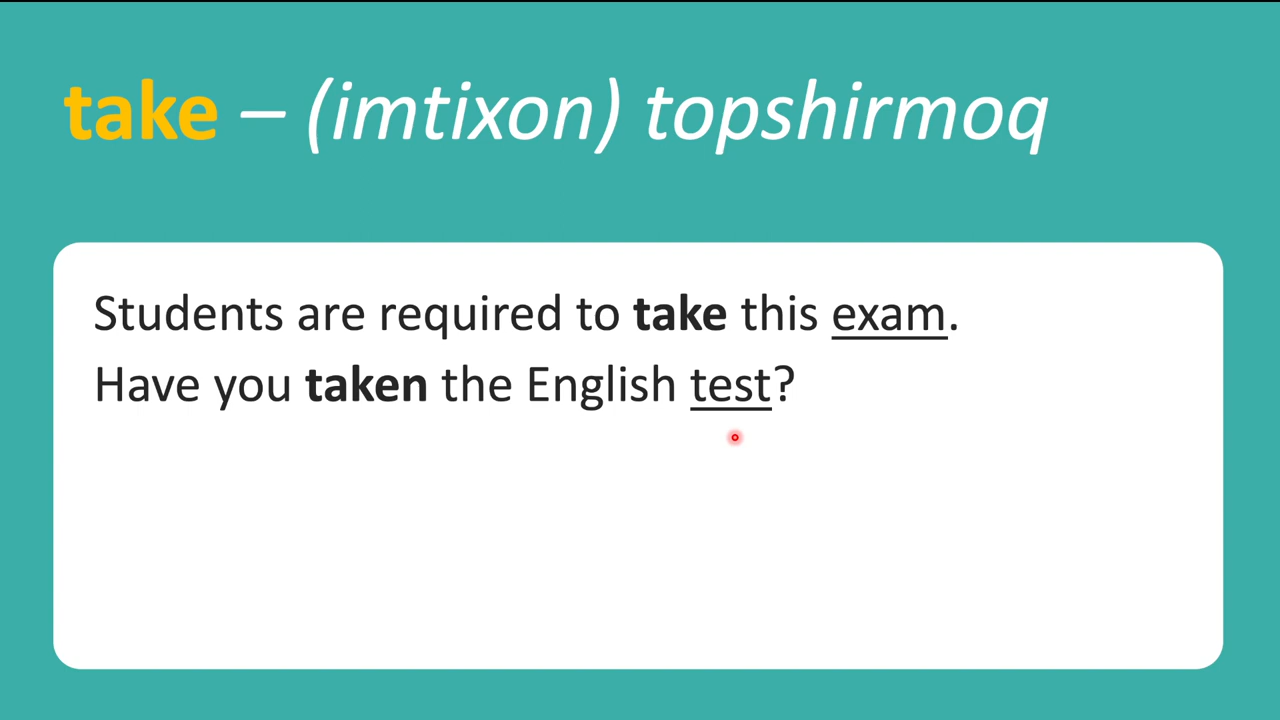 take – (imtixon) topshirmoq
Students are required to take this exam.
Have you taken the English test?